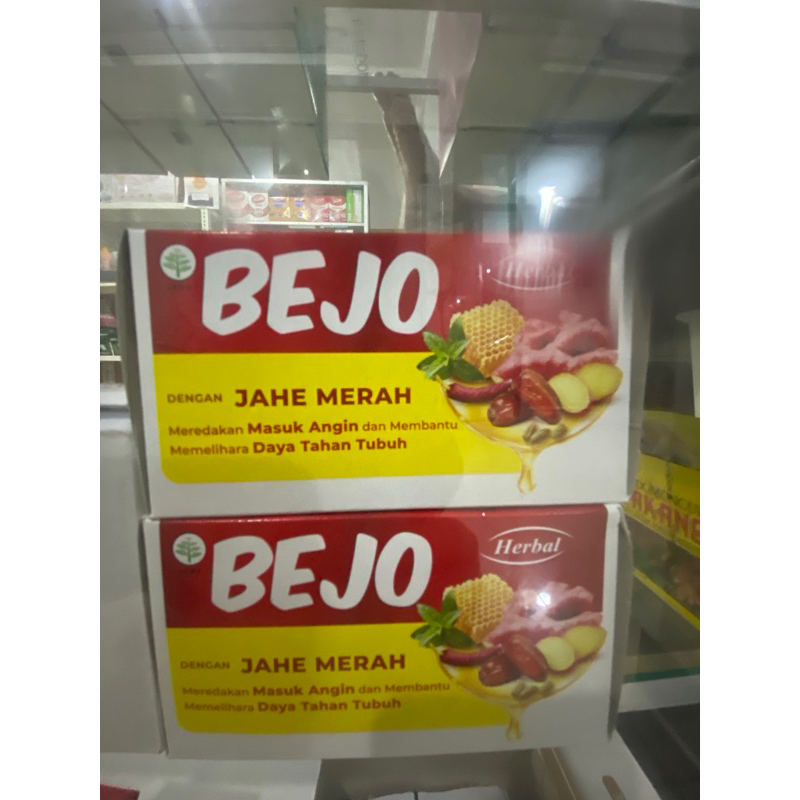 BEJO
Herbal
DENGAN JAHE MERAH
Meredakan Masuk Angin dan Membantu
Memelihara Daya Tahan Tubuh
BEJO
Herbal
DENGAN JAHE MERAH
Meredakan Masuk Angin dan Membantu
Memelihara Daya Tahan Tubuh